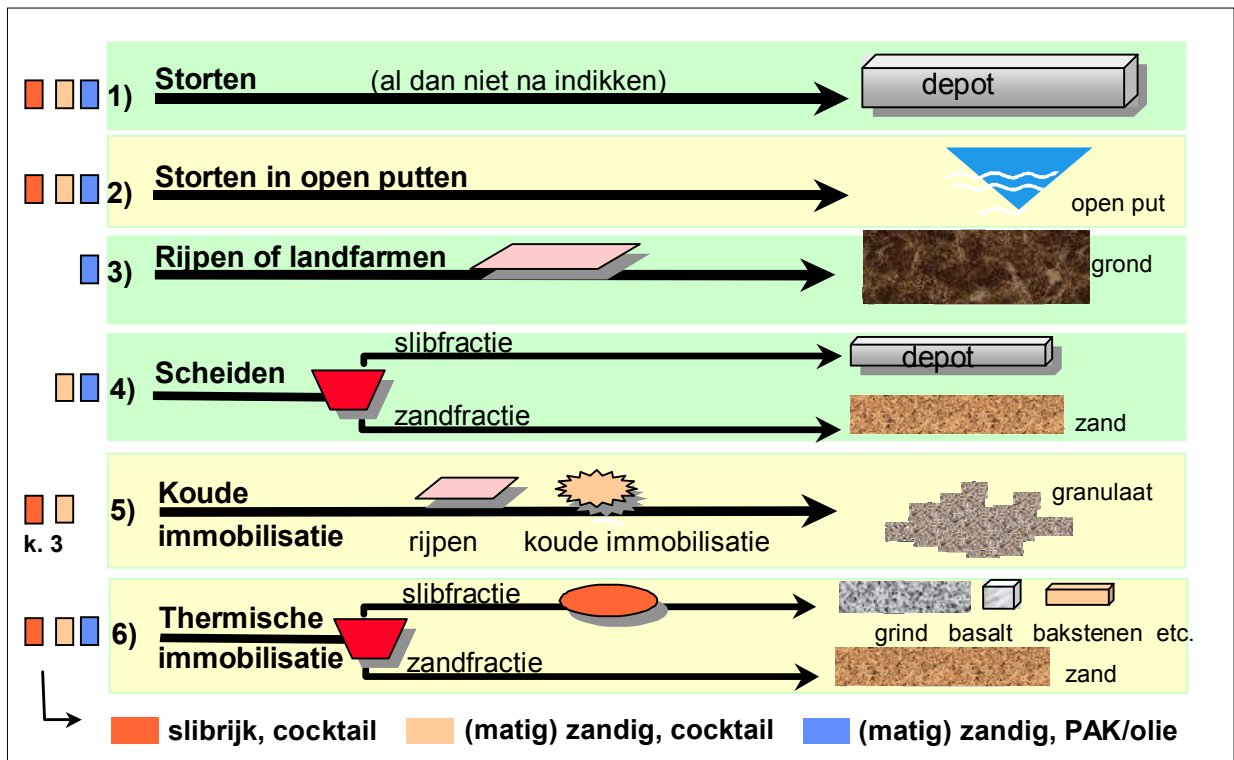 1) Storten (al dan niet na indikken) depot
2) Storten in open putten open put
3) Rijpen of landfarmen grond
slibfractie depot
4) Scheiden
zandfractie zand
5) Koude granulaat
k. 3 immobilisatie rijpen koude immobilisatie
slibfractie
6) Thermische grind basalt bakstenen etc.
immobilisatie zandfractie zand
slibrijk, cocktail (matig) zandig, cocktail (matig) zandig, PAK/olie